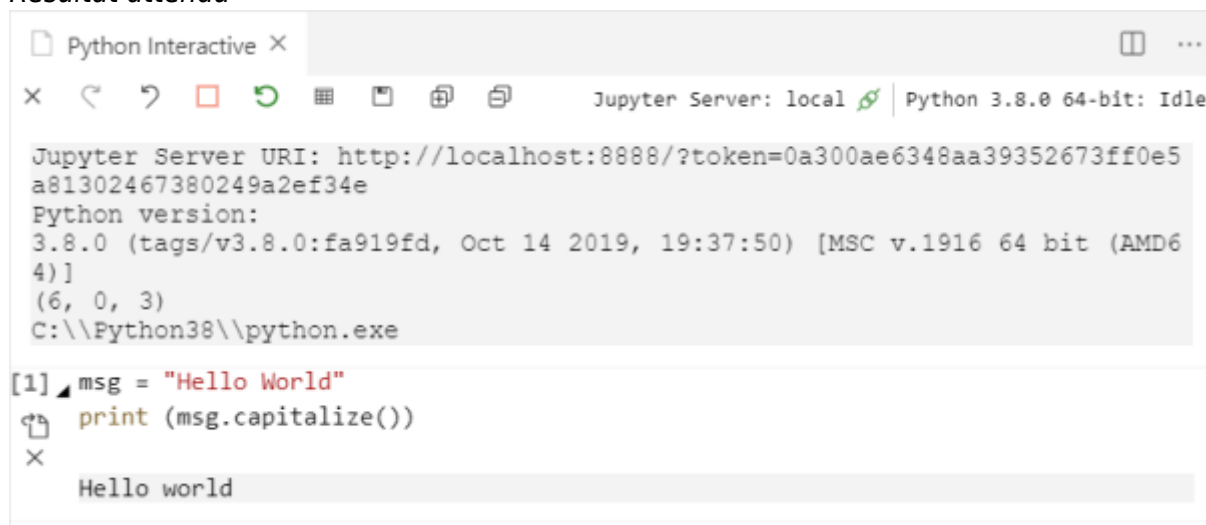 Résultat attendu
Python Interactive
Jupyter Server: local Python 3.8.0 64-bit: Idle
Jupyter Server URI: http://localhost:8888/?token=0a300ae6348aa39352673ff0e5
a81302467380249a2ef34e
Python version:
3.8.0 (tags/v3.8.0:fa919fd, Oct 14 2019, 19:37:50) [MSC v.1916 64 bit (AMD6
4)]
(6, 0, 3)
C:\\Python38\\python.exe
[1] msg = "Hello World"
print (msg.capitalize())
Hello world